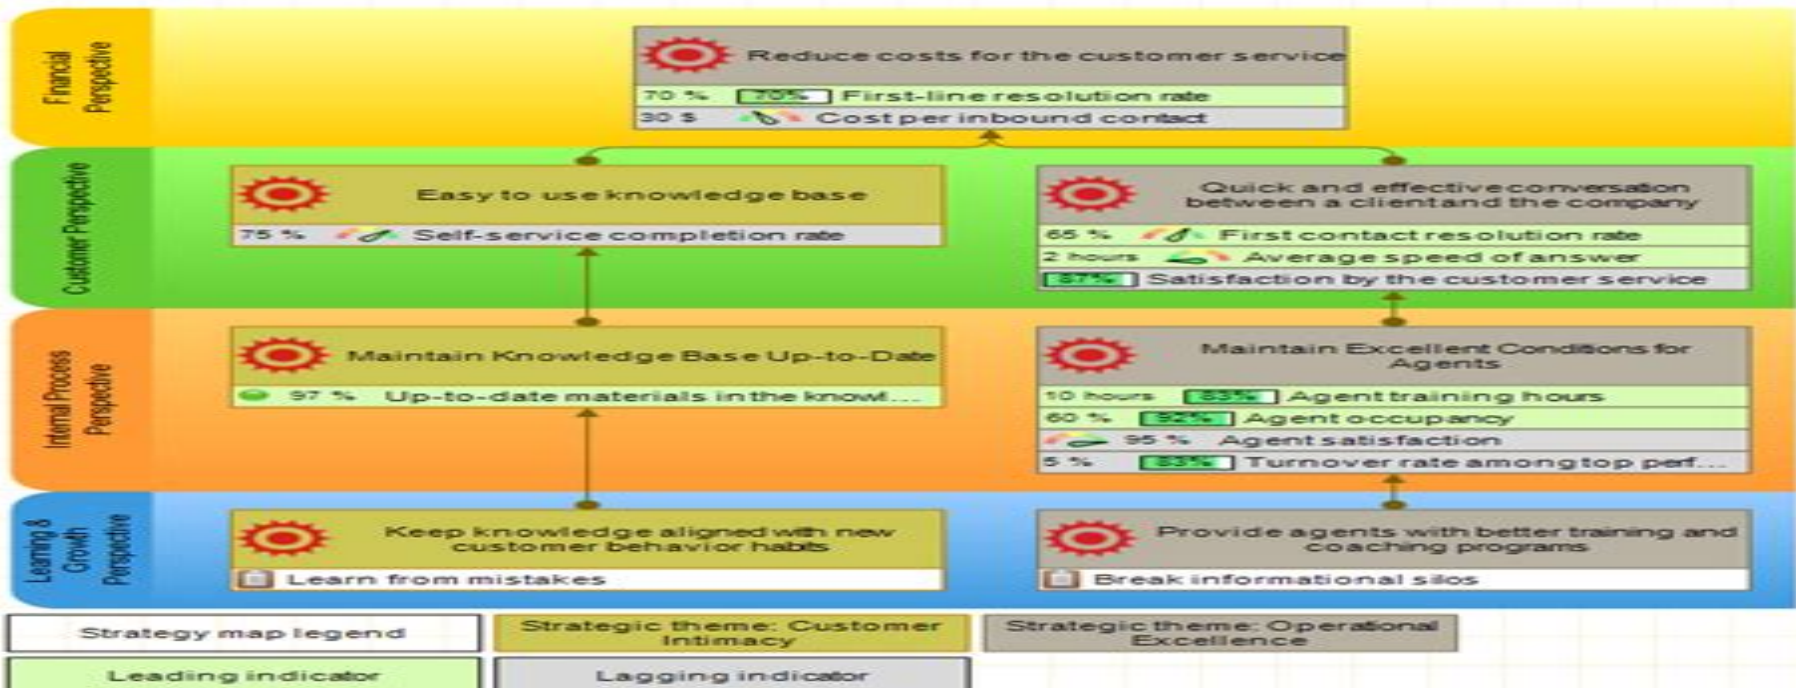 Financial
Perspective
Reduce costs for the customer service
70 % 70% First-line resolution rate
30 $ Cost per inbound contact
Customer Perspective
Easy to use knowledge base
75 % Self-service completion rate
Quick and effective conversation
between a client and the company
65 % First contact resolution rate
2 hours Average speed of answer
87% Satisfaction by the customer service
Internal Process
Perspective
Maintain Knowledge Base Up-to-Date
97 % Up-to-date materials in the knowl...
Maintain Excellent Conditions for
Agents
10 hours 83% Agent training hours
60 % 92% Agent occupancy
95 % Agent satisfaction
5 % 83% Turnover rate among top perf...
Learning &
Growth
Perspective
Keep knowledge aligned with new
customer behavior habits
Learn from mistakes
Provide agents with better training and
coaching programs
Break informational silos
Strategy map legend
Strategic theme: Customer
Intimacy
Strategic theme: Operational
Excellence
Leading indicator
Lagging indicator